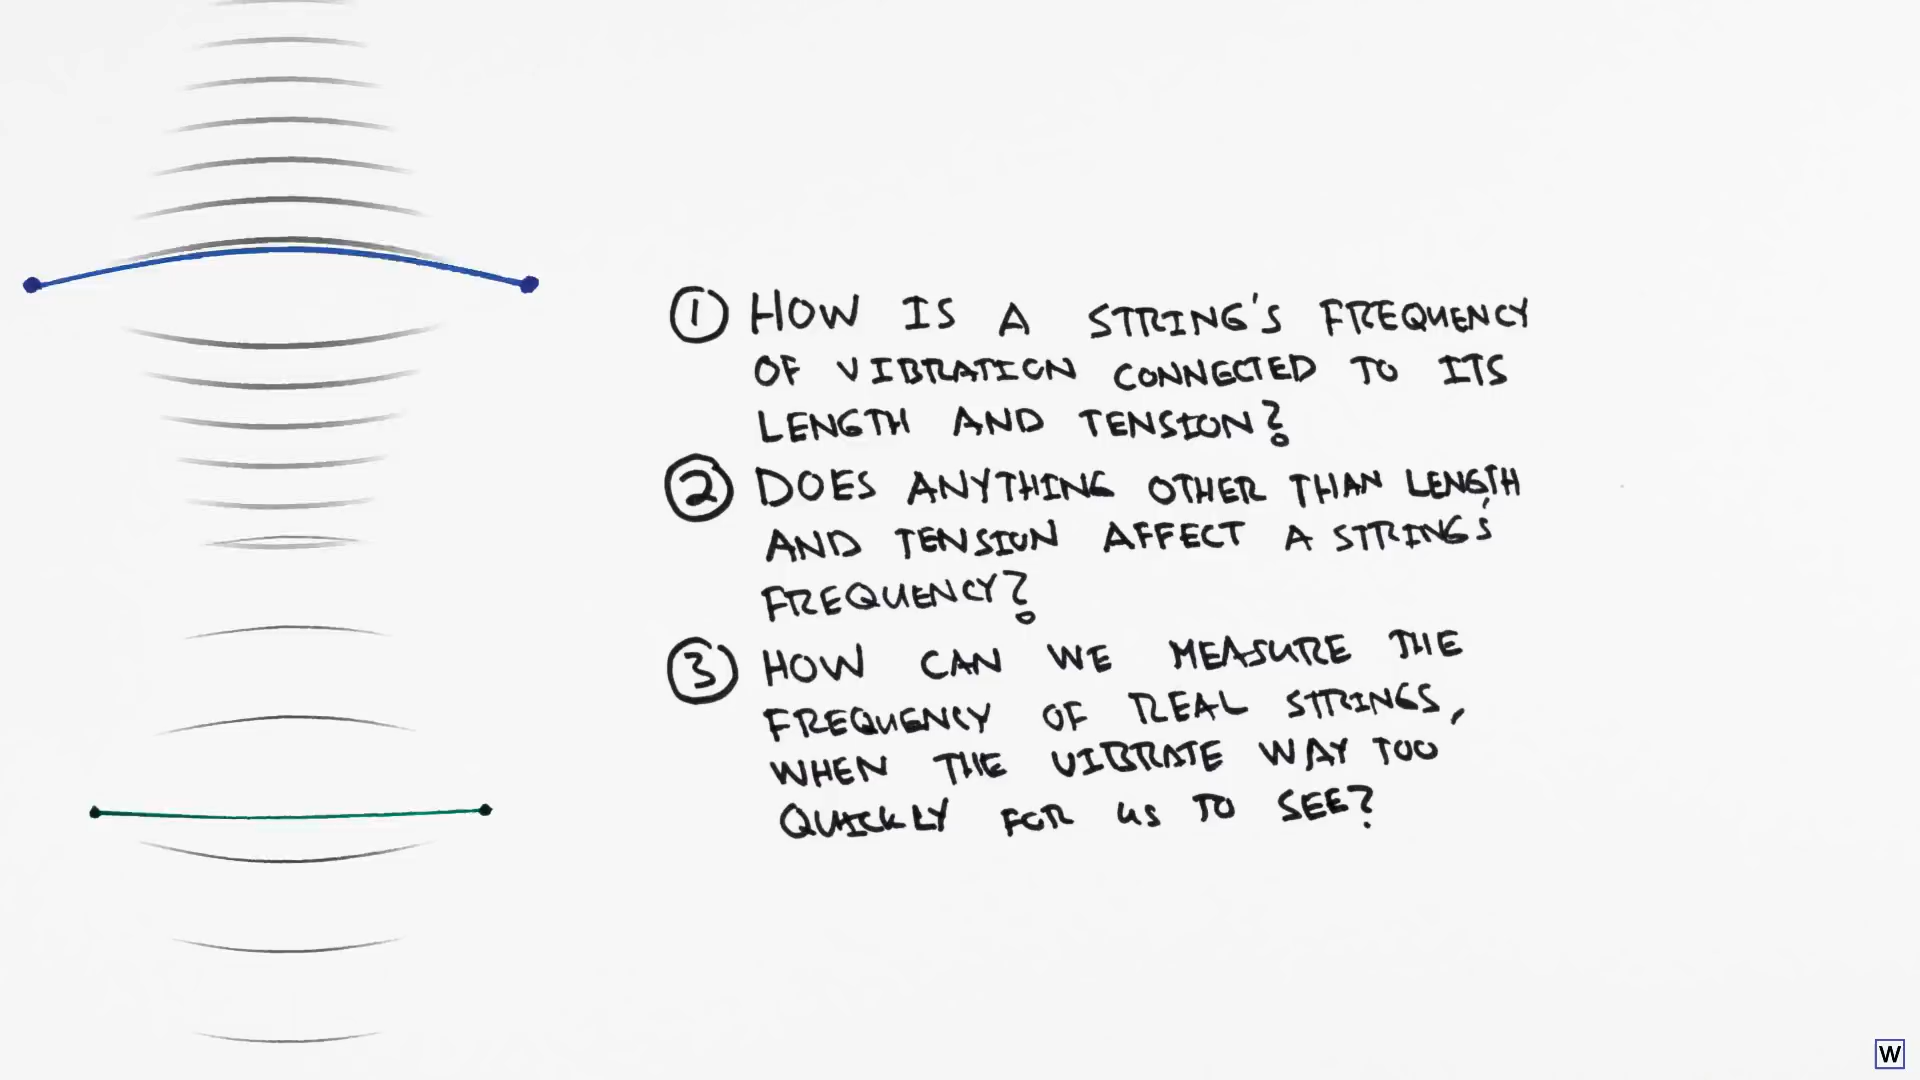 1 HOW IS A STRING'S FREQUENCY
OF VIBRATION CONNECTED TO ITS
LENGTH AND TENSION?
2 DOES ANYTHING OTHER THAN LENGTH
AND TENSION AFFECT A STRING'S
FREQUENCY?
3 HOW CAN WE MEASURE THE
FREQUENCY OF REAL STRINGS,
WHEN THE VIBRATE WAY TOO
QUICKLY FOR US TO SEE?
W